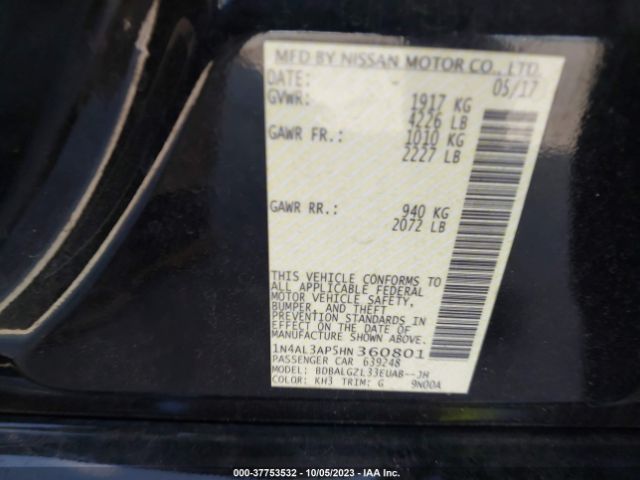 MFD BY NISSAN MOTOR CO., LTD.
DATE: 05/17
GVWR: 1917 KG
4226 LB
GAWR FR.: 1010 KG
2227 LB
GAWR RR.: 940 KG
2072 LB
THIS VEHICLE CONFORMS TO
ALL APPLICABLE FEDERAL
MOTOR VEHICLE SAFETY,
BUMPER, AND THEFT
PREVENTION STANDARDS IN
EFFECT ON THE DATE OF
MANUFACTURE SHOWN ABOVE.
1N4AL3AP5HN360801
PASSENGER CAR 639248
MODEL: BDBALGZL33EUA8--JH
COLOR: KH3 TRIM: G 9N00A
000-37753532 - 10/05/2023 - IAA Inc.